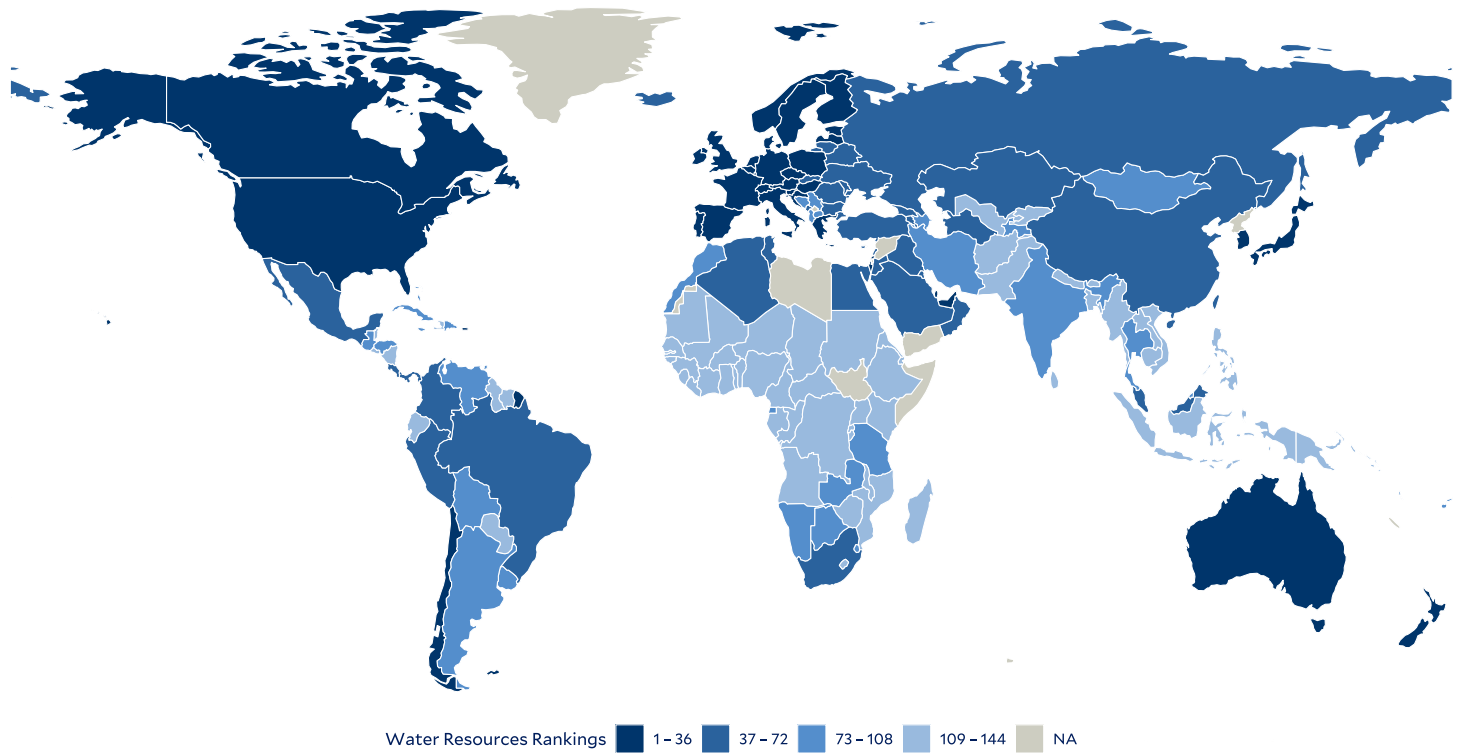 Water Resources Rankings 1 – 36 37 – 72 73 – 108 109 – 144 NA